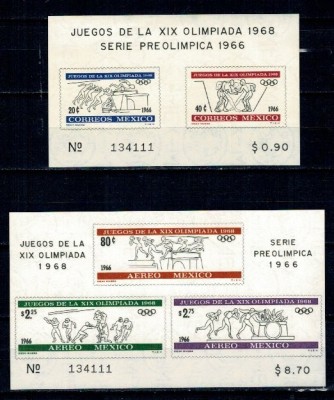 JUEGOS DE LA XIX OLIMPIADA 1968
SERIE PREOLIMPICA 1966
JUEGOS DE LA XIX OLIMPIADA 1968
20¢
1966
CORREOS MEXICO
JUEGOS DE LA XIX OLIMPIADA 1968
40¢
1966
CORREOS MEXICO
Nº 134111
$0.90
JUEGOS DE LA
XIX OLIMPIADA
1968
JUEGOS DE LA XIX OLIMPIADA 1968
80¢
1966
AEREO MEXICO
SERIE
PREOLIMPICA
1966
JUEGOS DE LA XIX OLIMPIADA 1968
$2.25
1966
AEREO MEXICO
JUEGOS DE LA XIX OLIMPIADA 1968
$2.75
1966
AEREO MEXICO
Nº 134111
$8.70